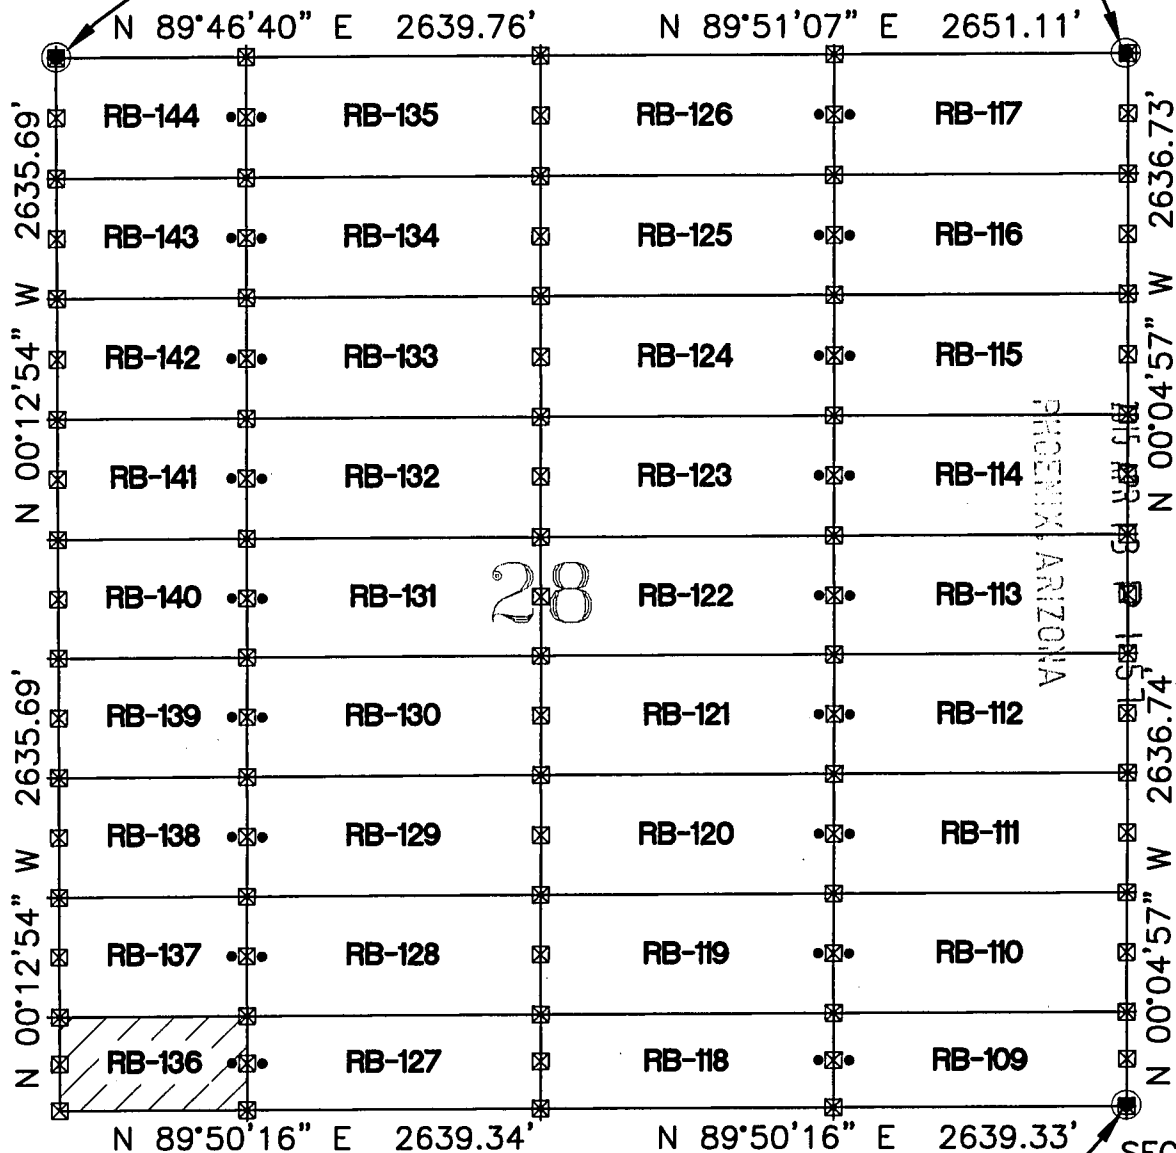 N 89°46'40" E 2639.76' N 89°51'07" E 2651.11'
N 00°12'54" W 2635.69'
N 00°04'57" W 2636.73'
RB-144 RB-135 RB-126 RB-117
RB-143 RB-134 RB-125 RB-116
RB-142 RB-133 RB-124 RB-115
RB-141 RB-132 RB-123 RB-114
PHOENIX, ARIZONA
28
RB-140 RB-131 RB-122 RB-113
RB-139 RB-130 RB-121 RB-112
RB-138 RB-129 RB-120 RB-111
RB-137 RB-128 RB-119 RB-110
RB-136 RB-127 RB-118 RB-109
N 00°12'54" W 2635.69'
N 00°04'57" W 2636.74'
N 89°50'16" E 2639.34' N 89°50'16" E 2639.33'
SEC